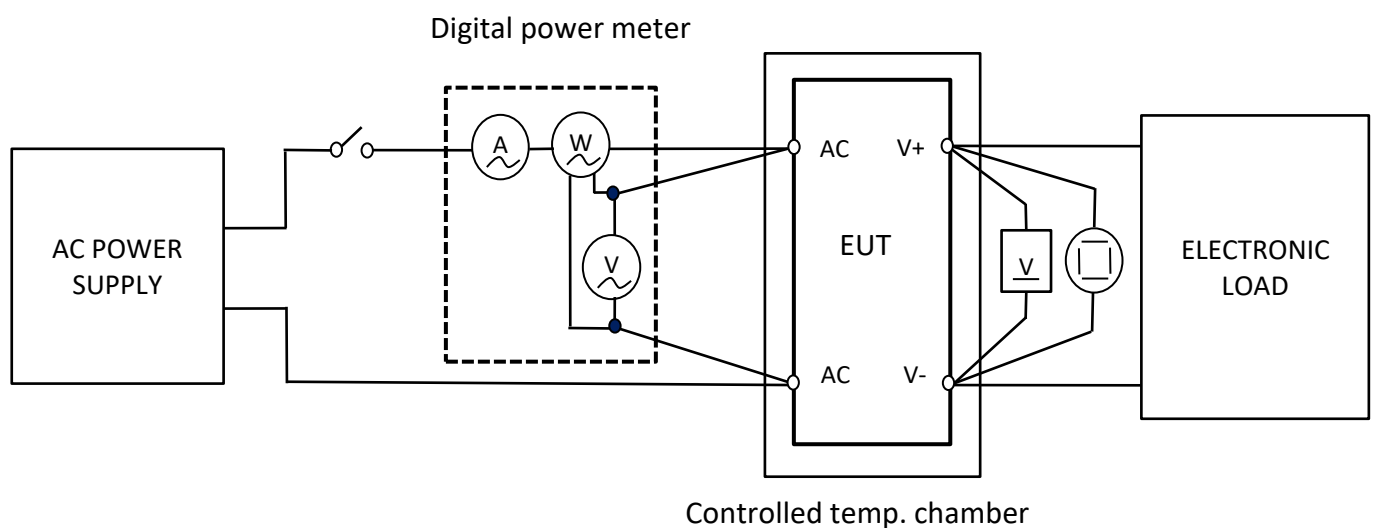 Digital power meter
AC POWER
SUPPLY
A
W
V
AC
V+
EUT
V
AC
V-
ELECTRONIC
LOAD
Controlled temp. chamber